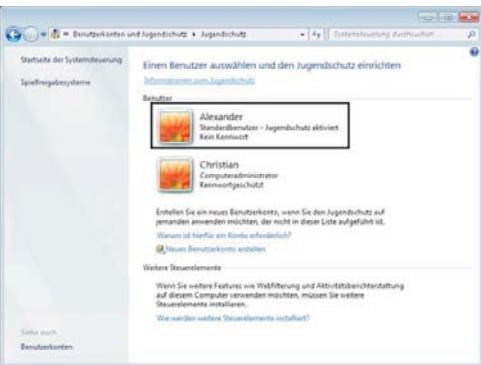 Benutzerkonten und Jugendschutz ▸ Jugendschutz
Systemsteuerung durchsuchen
Startseite der Systemsteuerung
Spielfreigabesysteme
Einen Benutzer auswählen und den Jugendschutz einrichten
Informationen zum Jugendschutz
Benutzer
Alexander
Standardbenutzer - Jugendschutz aktiviert
Kein Kennwort
Christian
Computeradministrator
Kennwortgeschützt
Erstellen Sie ein neues Benutzerkonto, wenn Sie den Jugendschutz auf
jemanden anwenden möchten, der nicht in dieser Liste aufgeführt ist.
Warum ist hierfür ein Konto erforderlich?
Neues Benutzerkonto erstellen
Weitere Steuerelemente
Wenn Sie weitere Features wie Webfilterung und Aktivitätsberichterstattung
auf diesem Computer verwenden möchten, müssen Sie weitere
Steuerelemente installieren.
Wie werden weitere Steuerelemente installiert?
Siehe auch
Benutzerkonten